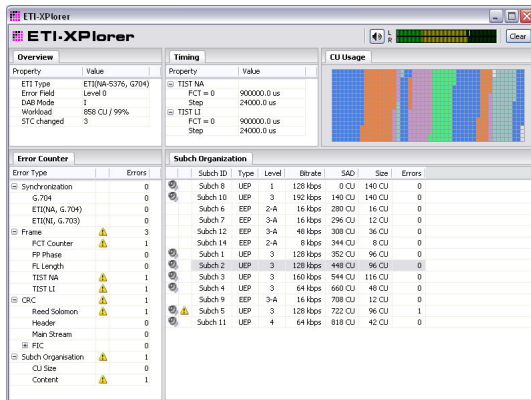 ETI-XPlorer
ETI-XPlorer
L
R
Clear
Overview
Property Value
ETI Type ETI(NA-5376, G704)
Error Field Level 0
DAB Mode I
Workload 858 CU / 99%
STC changed 3
Timing
Property Value
TIST NA
FCT = 0 900000.0 us
Step 24000.0 us
TIST LI
FCT = 0 900000.0 us
Step 24000.0 us
CU Usage
Error Counter
Error Type Errors
Synchronization 0
G.704 0
ETI(NA, G.704) 0
ETI(NI, G.703) 0
Frame 3
FCT Counter 1
FP Phase 0
FL Length 0
TIST NA 1
TIST LI 1
CRC 1
Reed Solomon 1
Header 0
Main Stream 0
FIC 0
Subch Organisation 1
CU Size 0
Content 1
Subch Organization
Subch ID Type Level Bitrate SAD Size Errors
Subch 8 UEP 1 128 kbps 0 CU 140 CU 0
Subch 10 UEP 3 192 kbps 140 CU 140 CU 0
Subch 6 EEP 2-A 16 kbps 280 CU 16 CU 0
Subch 7 EEP 3-A 16 kbps 296 CU 12 CU 0
Subch 12 EEP 3-A 48 kbps 308 CU 36 CU 0
Subch 14 EEP 2-A 8 kbps 344 CU 8 CU 0
Subch 1 UEP 3 128 kbps 352 CU 96 CU 0
Subch 2 UEP 3 128 kbps 448 CU 96 CU 0
Subch 3 UEP 3 160 kbps 544 CU 116 CU 0
Subch 4 UEP 3 64 kbps 660 CU 48 CU 0
Subch 9 EEP 3-A 16 kbps 708 CU 12 CU 0
Subch 5 UEP 3 128 kbps 722 CU 96 CU 1
Subch 11 UEP 4 64 kbps 818 CU 42 CU 0